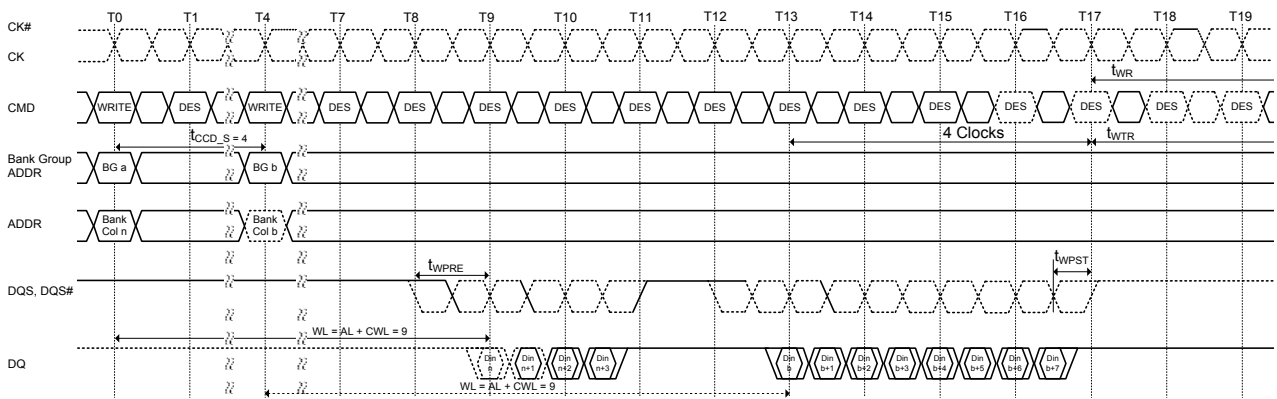 CK#
CK
T0 T1 T4 T7 T8 T9 T10 T11 T12 T13 T14 T15 T16 T17 T18 T19
tWR
CMD WRITE DES WRITE DES DES DES DES DES DES DES DES DES DES DES DES DES
tCCD_S = 4
4 Clocks
tWTR
Bank Group
ADDR
BG a BG b
ADDR
Bank
Col n
Bank
Col b
tWPRE
tWPST
DQS, DQS#
WL = AL + CWL = 9
DQ
Din
n
Din
n+1
Din
n+2
Din
n+3
Din
b
Din
b+1
Din
b+2
Din
b+3
Din
b+4
Din
b+5
Din
b+6
Din
b+7
WL = AL + CWL = 9